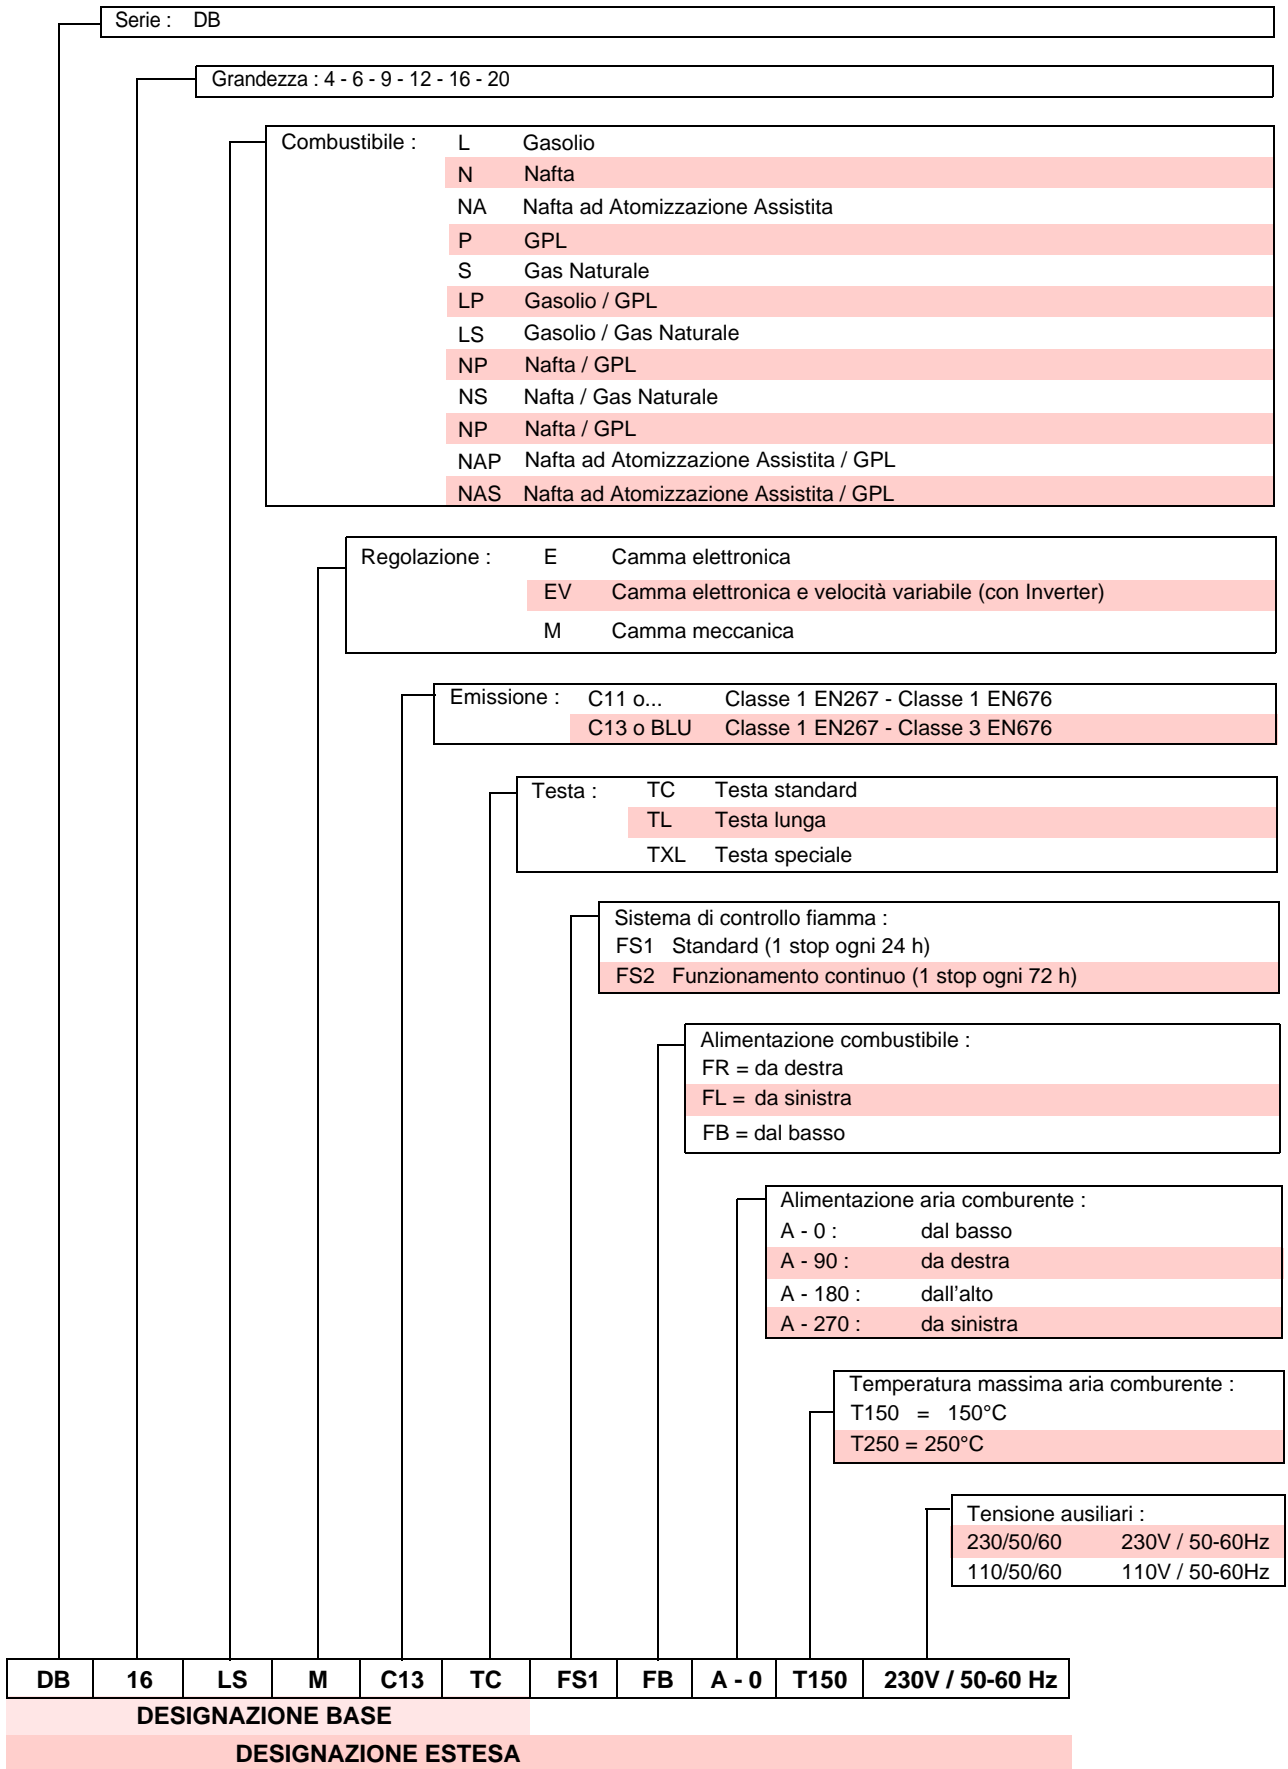 Serie : DB
Grandezza : 4 - 6 - 9 - 12 - 16 - 20
Combustibile : L Gasolio
N Nafta
NA Nafta ad Atomizzazione Assistita
P GPL
S Gas Naturale
LP Gasolio / GPL
LS Gasolio / Gas Naturale
NP Nafta / GPL
NS Nafta / Gas Naturale
NP Nafta / GPL
NAP Nafta ad Atomizzazione Assistita / GPL
NAS Nafta ad Atomizzazione Assistita / GPL
Regolazione : E Camma elettronica
EV Camma elettronica e velocità variabile (con Inverter)
M Camma meccanica
Emissione : C11 o... Classe 1 EN267 - Classe 1 EN676
C13 o BLU Classe 1 EN267 - Classe 3 EN676
Testa : TC Testa standard
TL Testa lunga
TXL Testa speciale
Sistema di controllo fiamma :
FS1 Standard (1 stop ogni 24 h)
FS2 Funzionamento continuo (1 stop ogni 72 h)
Alimentazione combustibile :
FR = da destra
FL = da sinistra
FB = dal basso
Alimentazione aria comburente :
A - 0 : dal basso
A - 90 : da destra
A - 180 : dall'alto
A - 270 : da sinistra
Temperatura massima aria comburente :
T150 = 150°C
T250 = 250°C
Tensione ausiliari :
230/50/60 230V / 50-60Hz
110/50/60 110V / 50-60Hz
DB 16 LS M C13 TC FS1 FB A - 0 T150 230V / 50-60 Hz
DESIGNAZIONE BASE
DESIGNAZIONE ESTESA